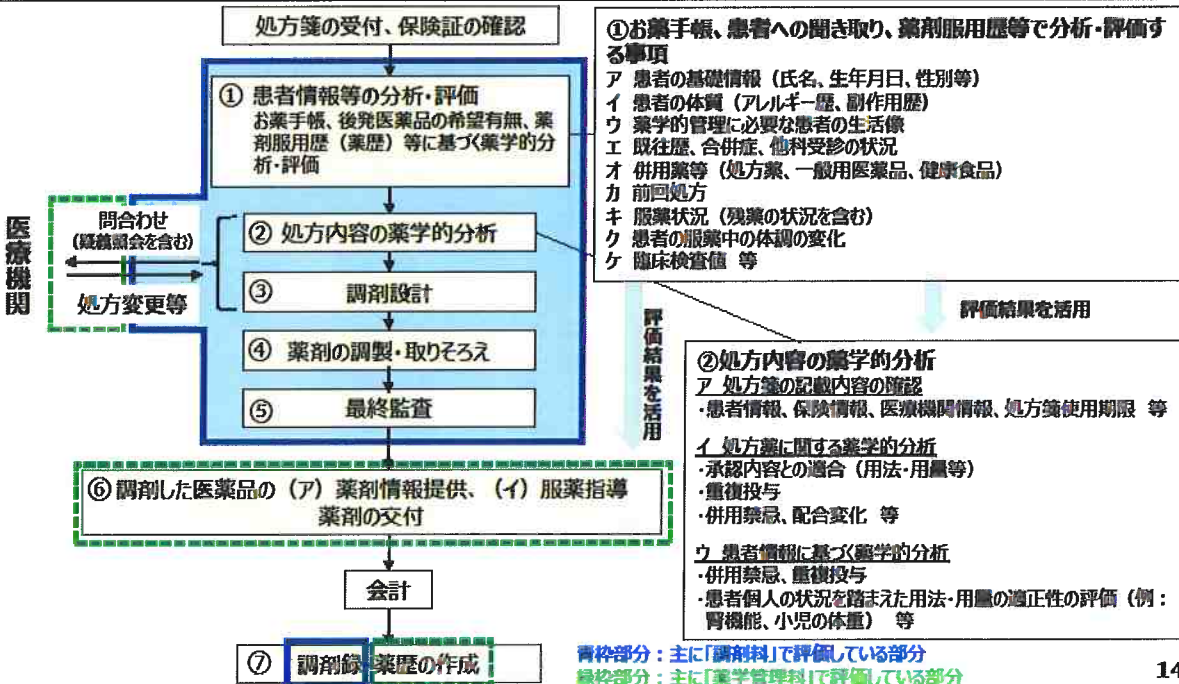 処方箋の受付、保険証の確認
① 患者情報等の分析・評価
お薬手帳、後発医薬品の希望有無、薬
剤服用歴（薬歴）等に基づく薬学的分
析・評価
医療機関
問合わせ
（疑義照会を含む）
処方変更等
② 処方内容の薬学的分析
③ 調剤設計
④ 薬剤の調製・取りそろえ
⑤ 最終監査
⑥ 調剤した医薬品の（ア）薬剤情報提供、（イ）服薬指導
薬剤の交付
会計
⑦ 調剤録・薬歴の作成
①お薬手帳、患者への聞き取り、薬剤服用歴等で分析・評価す
る事項
ア 患者の基礎情報（氏名、生年月日、性別等）
イ 患者の体質（アレルギー歴、副作用歴）
ウ 薬学的管理に必要な患者の生活像
エ 既往歴、合併症、他科受診の状況
オ 併用薬等（処方薬、一般用医薬品、健康食品）
カ 前回処方
キ 服薬状況（残薬の状況を含む）
ク 患者の服薬中の体調の変化
ケ 臨床検査値 等
評価結果を活用
評価結果を活用
②処方内容の薬学的分析
ア 処方箋の記載内容の確認
・患者情報、保険情報、医療機関情報、処方箋使用期限 等
イ 処方薬に関する薬学的分析
・承認内容との適合（用法・用量等）
・重複投与
・併用禁忌、配合変化 等
ウ 患者情報に基づく薬学的分析
・併用禁忌、重複投与
・患者個人の状況を踏まえた用法・用量の適正性の評価（例：
腎機能、小児の体重） 等
青枠部分：主に「調剤料」で評価している部分
緑枠部分：主に「薬学管理料」で評価している部分
14